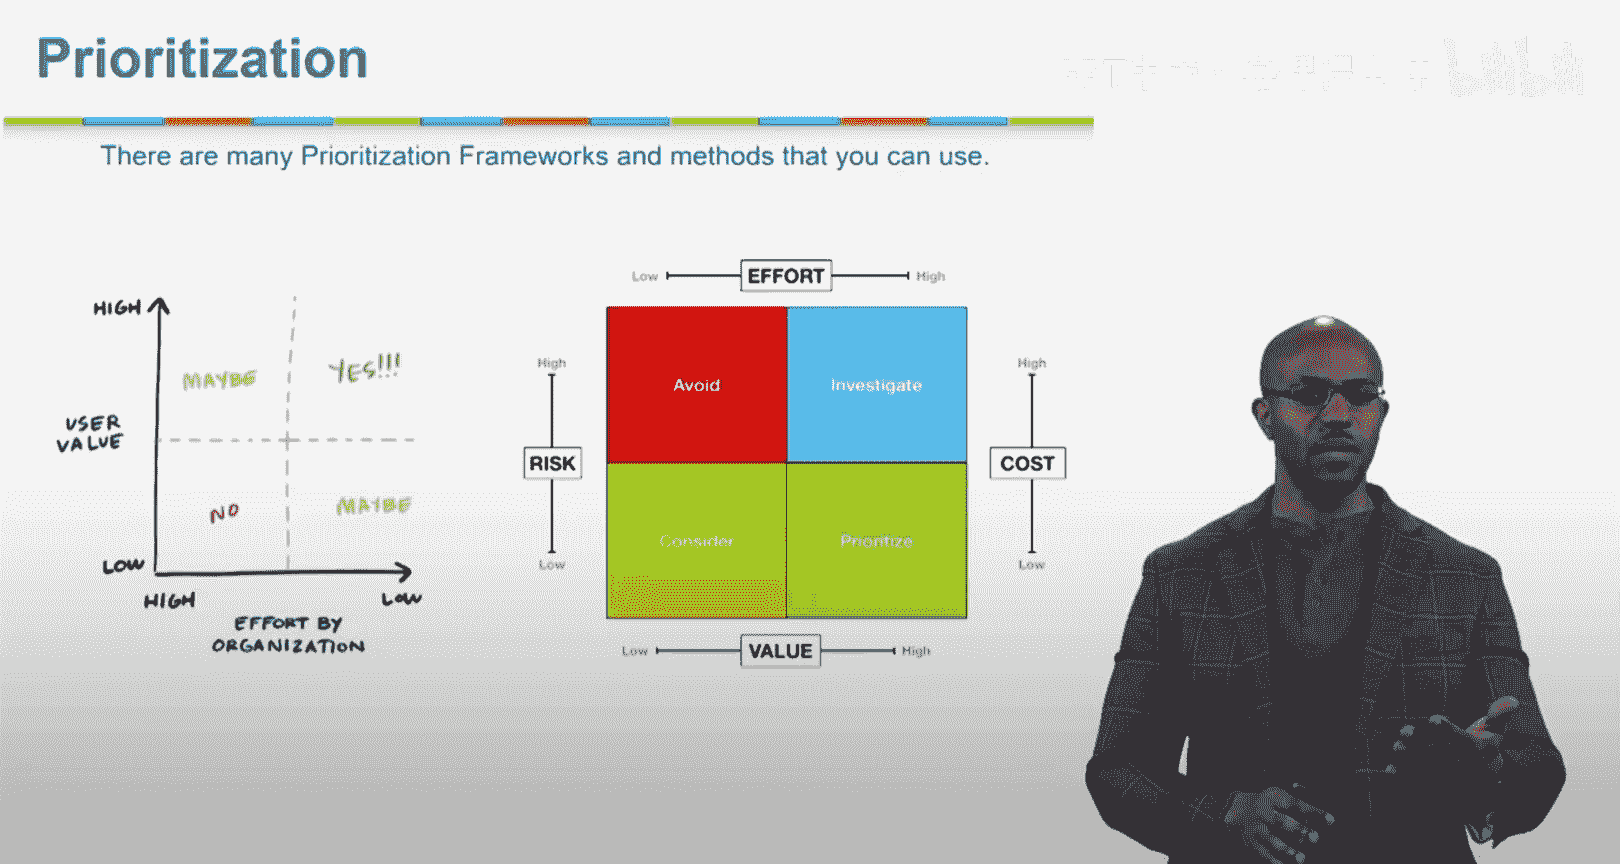 Prioritization
There are many Prioritization Frameworks and methods that you can use.
HIGH
MAYBE
YES!!!
USER
VALUE
NO
MAYBE
LOW
HIGH
LOW
EFFORT BY
ORGANIZATION
Low
EFFORT
High
High
RISK
Low
Avoid
Investigate
Consider
Prioritize
High
COST
Low
Low
VALUE
High
bilibili